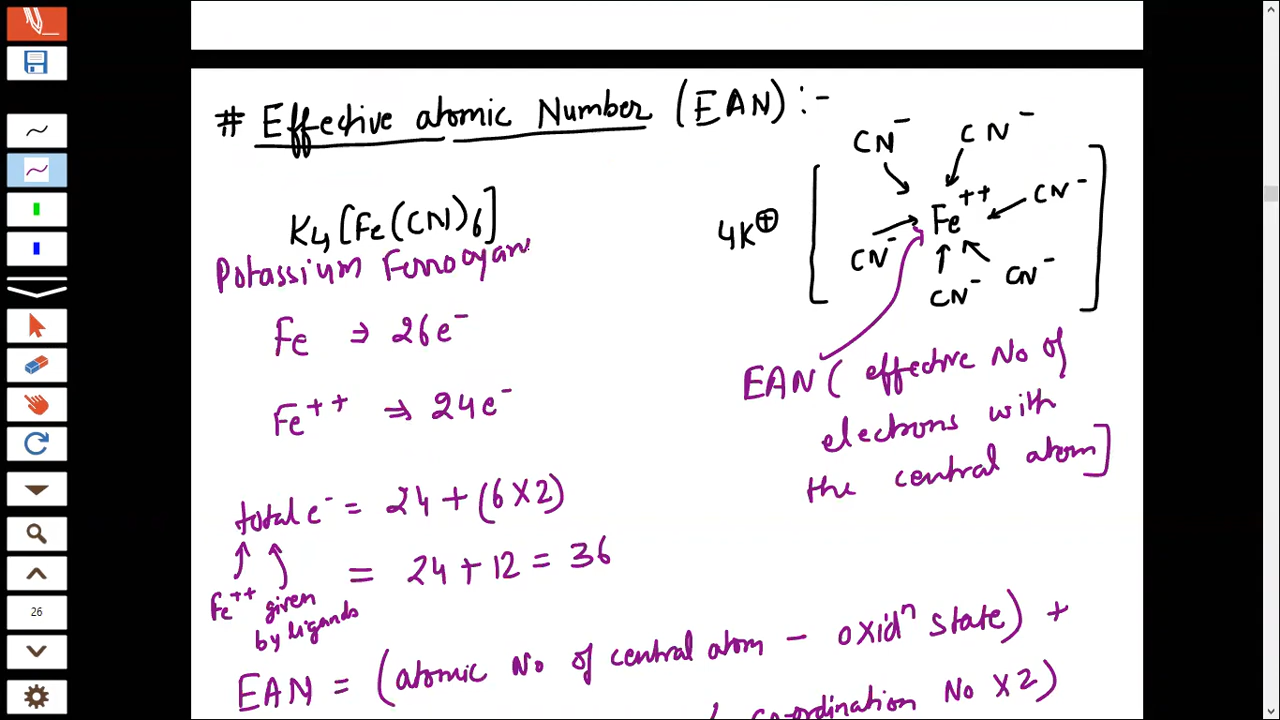 # Effective atomic Number (EAN) :-
CN⁻ CN⁻
K₄[Fe(CN)₆]
4K⊕ [ Fe⁺⁺ CN⁻ ]
CN⁻ CN⁻ CN⁻
Potassium Ferrocyan
Fe ⇒ 26e⁻
Fe⁺⁺ ⇒ 24e⁻
EAN ( effective No of
electrons with
the central atom]
total e⁻ = 24 + (6 X 2)
= 24 + 12 = 36
Fe⁺⁺ given
by ligands
EAN = (atomic No of central atom - oxidⁿ state) +
co-ordination No X 2)
26